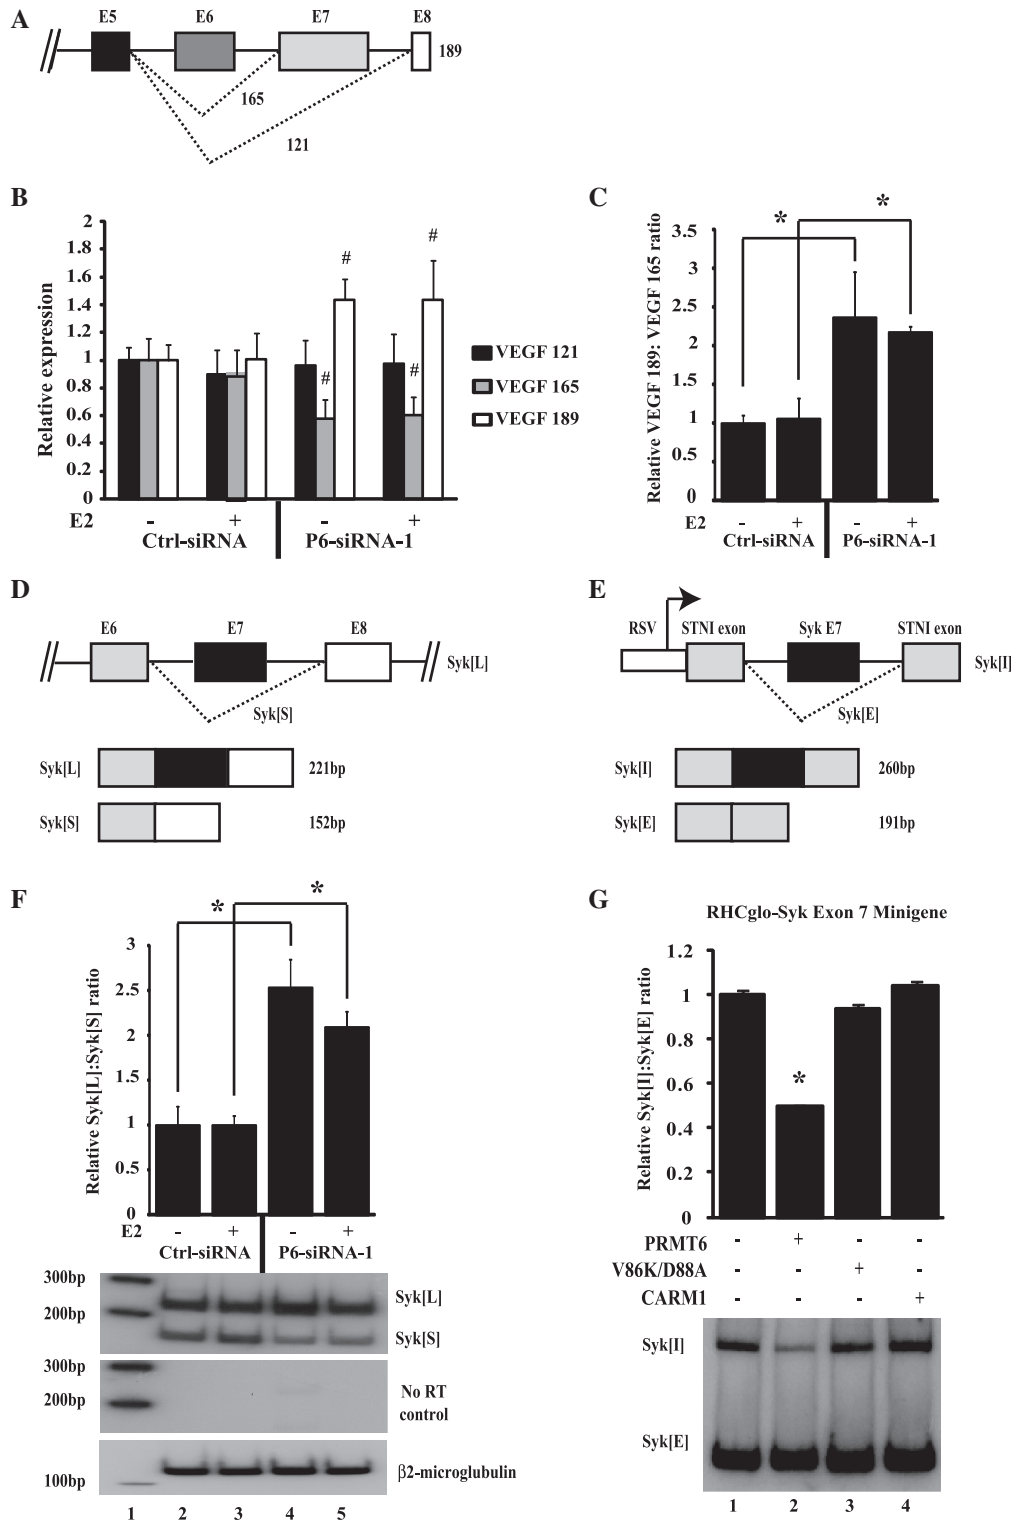 A
E5 E6 E7 E8
189
165
121
B
Relative expression
2
1.8
1.6
1.4
1.2
1
0.8
0.6
0.4
0.2
0
# # # #
VEGF 121
VEGF 165
VEGF 189
E2 - + - +
Ctrl-siRNA P6-siRNA-1
C
Relative VEGF 189: VEGF 165 ratio
3.5
3
2.5
2
1.5
1
0.5
0
* *
E2 - + - +
Ctrl-siRNA P6-siRNA-1
D
E6 E7 E8
Syk[L]
Syk[S]
Syk[L] 221bp
Syk[S] 152bp
E
RSV STNI exon Syk E7 STNI exon
Syk[I]
Syk[E]
Syk[I] 260bp
Syk[E] 191bp
F
Relative Syk[L]:Syk[S] ratio
3
2.5
2
1.5
1
0.5
0
* *
E2 - + - +
Ctrl-siRNA P6-siRNA-1
300bp
200bp
Syk[L]
Syk[S]
300bp
200bp
No RT
control
100bp
β2-microglubulin
1 2 3 4 5
G
RHCglo-Syk Exon 7 Minigene
Relative Syk[I]:Syk[E] ratio
1.2
1
0.8
0.6
0.4
0.2
0
*
PRMT6 - + - -
V86K/D88A - - + -
CARM1 - - - +
Syk[I]
Syk[E]
1 2 3 4